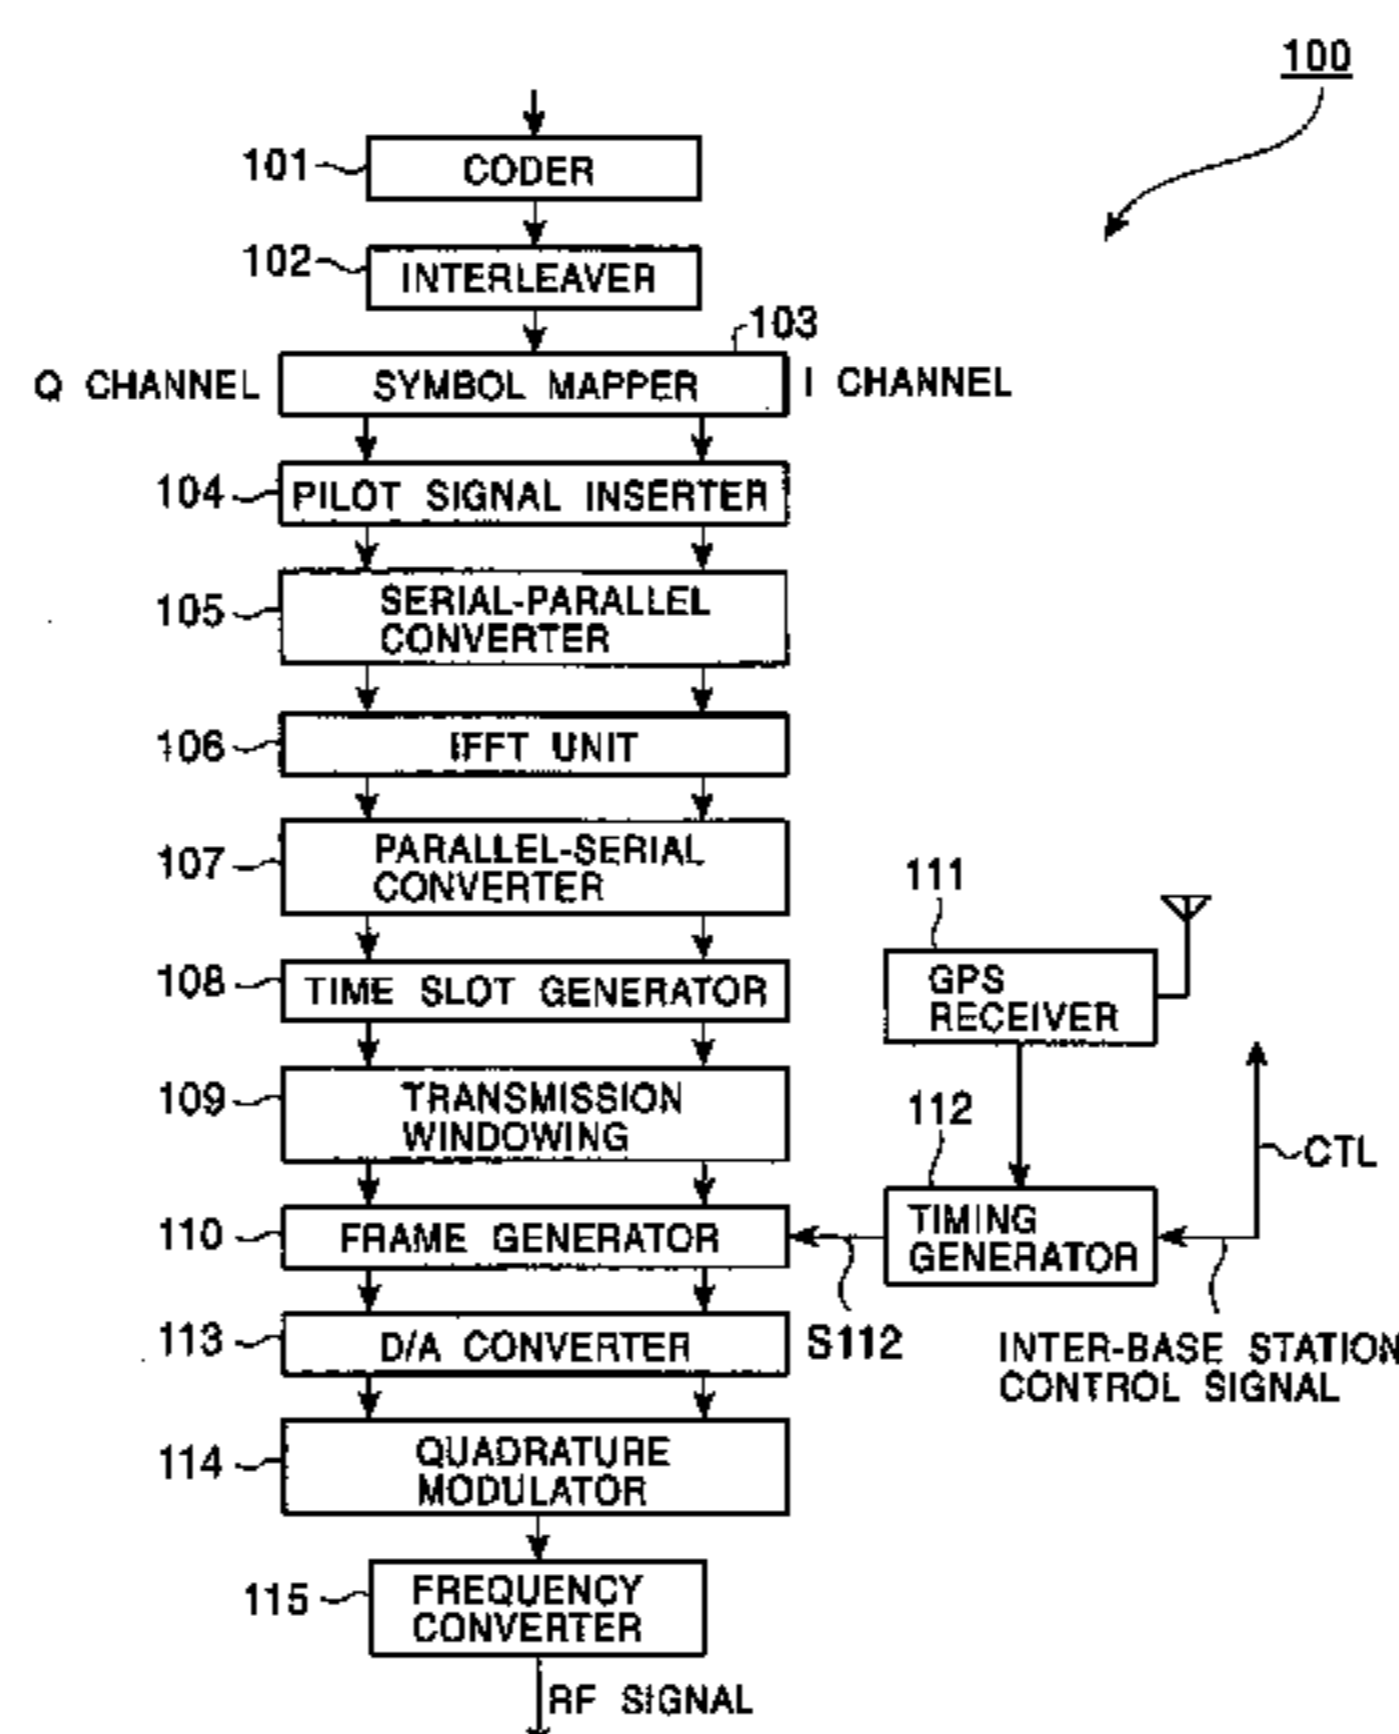 100
101
CODER
102
INTERLEAVER
103
Q CHANNEL
SYMBOL MAPPER
I CHANNEL
104
PILOT SIGNAL INSERTER
105
SERIAL-PARALLEL
CONVERTER
106
IFFT UNIT
107
PARALLEL-SERIAL
CONVERTER
111
GPS
RECEIVER
108
TIME SLOT GENERATOR
109
TRANSMISSION
WINDOWING
112
CTL
110
FRAME GENERATOR
TIMING
GENERATOR
113
D/A CONVERTER
S112
INTER-BASE STATION
CONTROL SIGNAL
114
QUADRATURE
MODULATOR
115
FREQUENCY
CONVERTER
RF SIGNAL